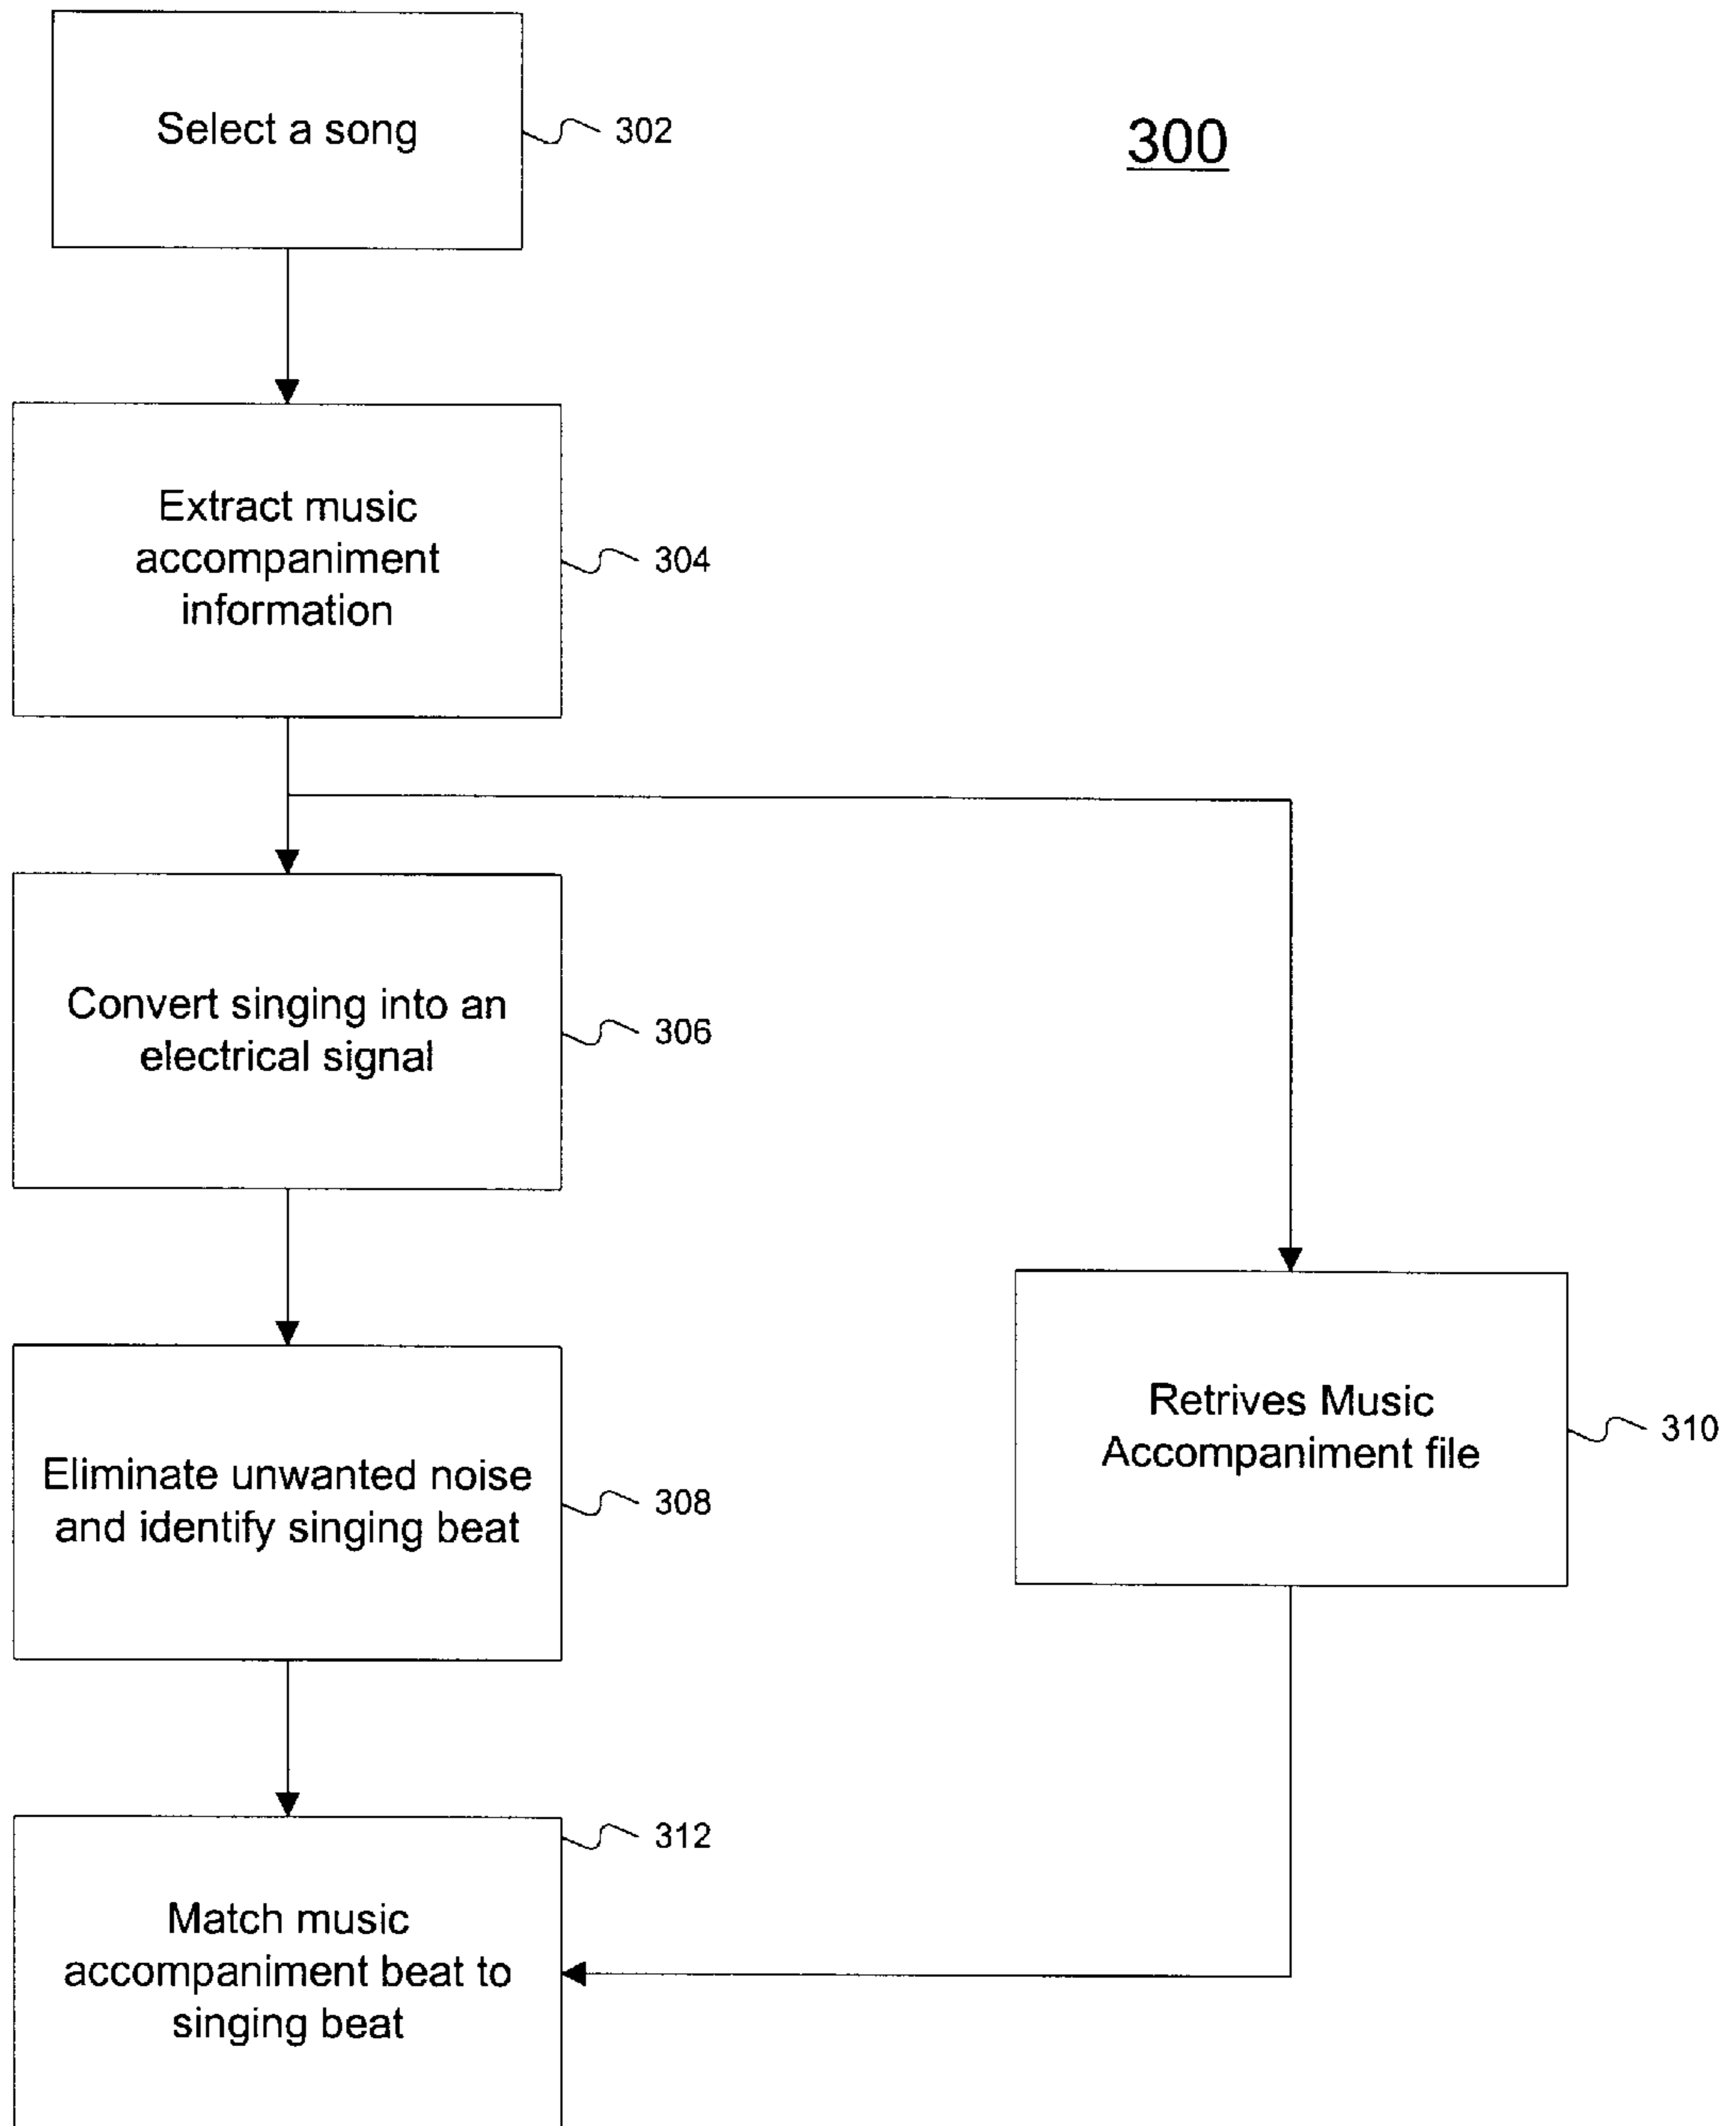 Select a song
302
300
Extract music
accompaniment
information
304
Convert singing into an
electrical signal
306
Eliminate unwanted noise
and identify singing beat
308
Retrives Music
Accompaniment file
310
312
Match music
accompaniment beat to
singing beat